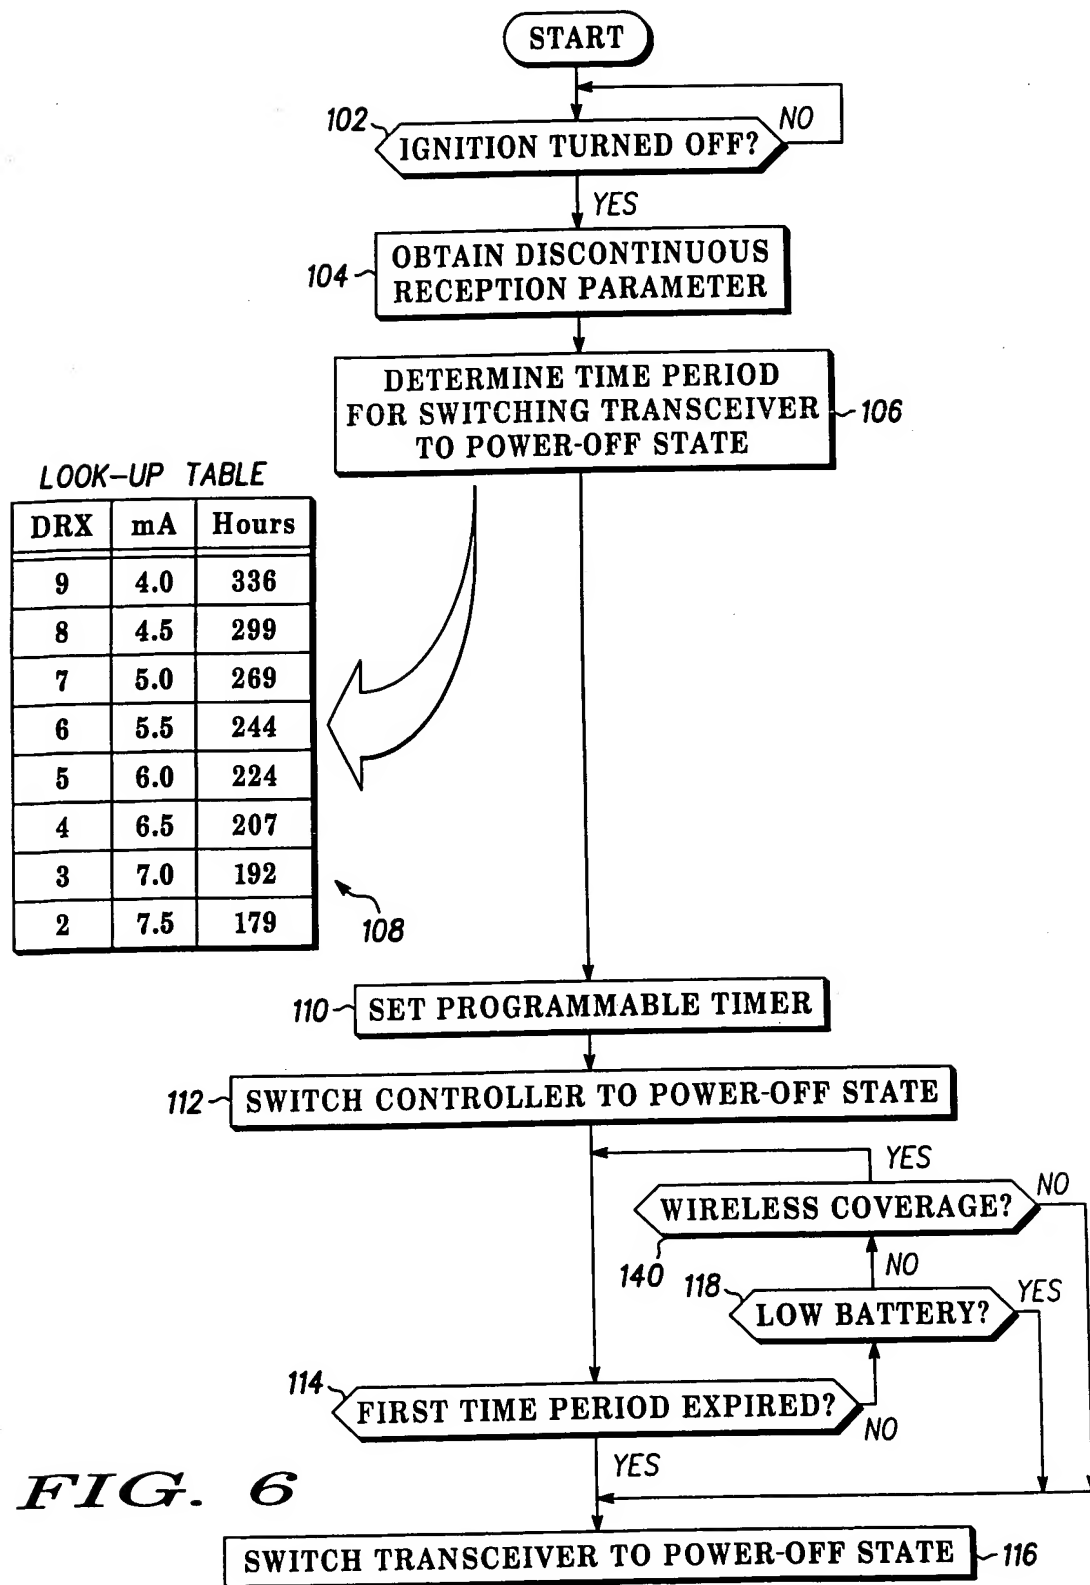 START
102
IGNITION TURNED OFF?
NO
YES
104
OBTAIN DISCONTINUOUS
RECEPTION PARAMETER
DETERMINE TIME PERIOD
FOR SWITCHING TRANSCEIVER
TO POWER-OFF STATE
106
LOOK-UP TABLE
DRX mA Hours
9 4.0 336
8 4.5 299
7 5.0 269
6 5.5 244
5 6.0 224
4 6.5 207
3 7.0 192
2 7.5 179
108
110
SET PROGRAMMABLE TIMER
112
SWITCH CONTROLLER TO POWER-OFF STATE
YES
WIRELESS COVERAGE?
NO
140
NO
118
LOW BATTERY?
YES
114
FIRST TIME PERIOD EXPIRED?
NO
YES
FIG. 6
SWITCH TRANSCEIVER TO POWER-OFF STATE
116